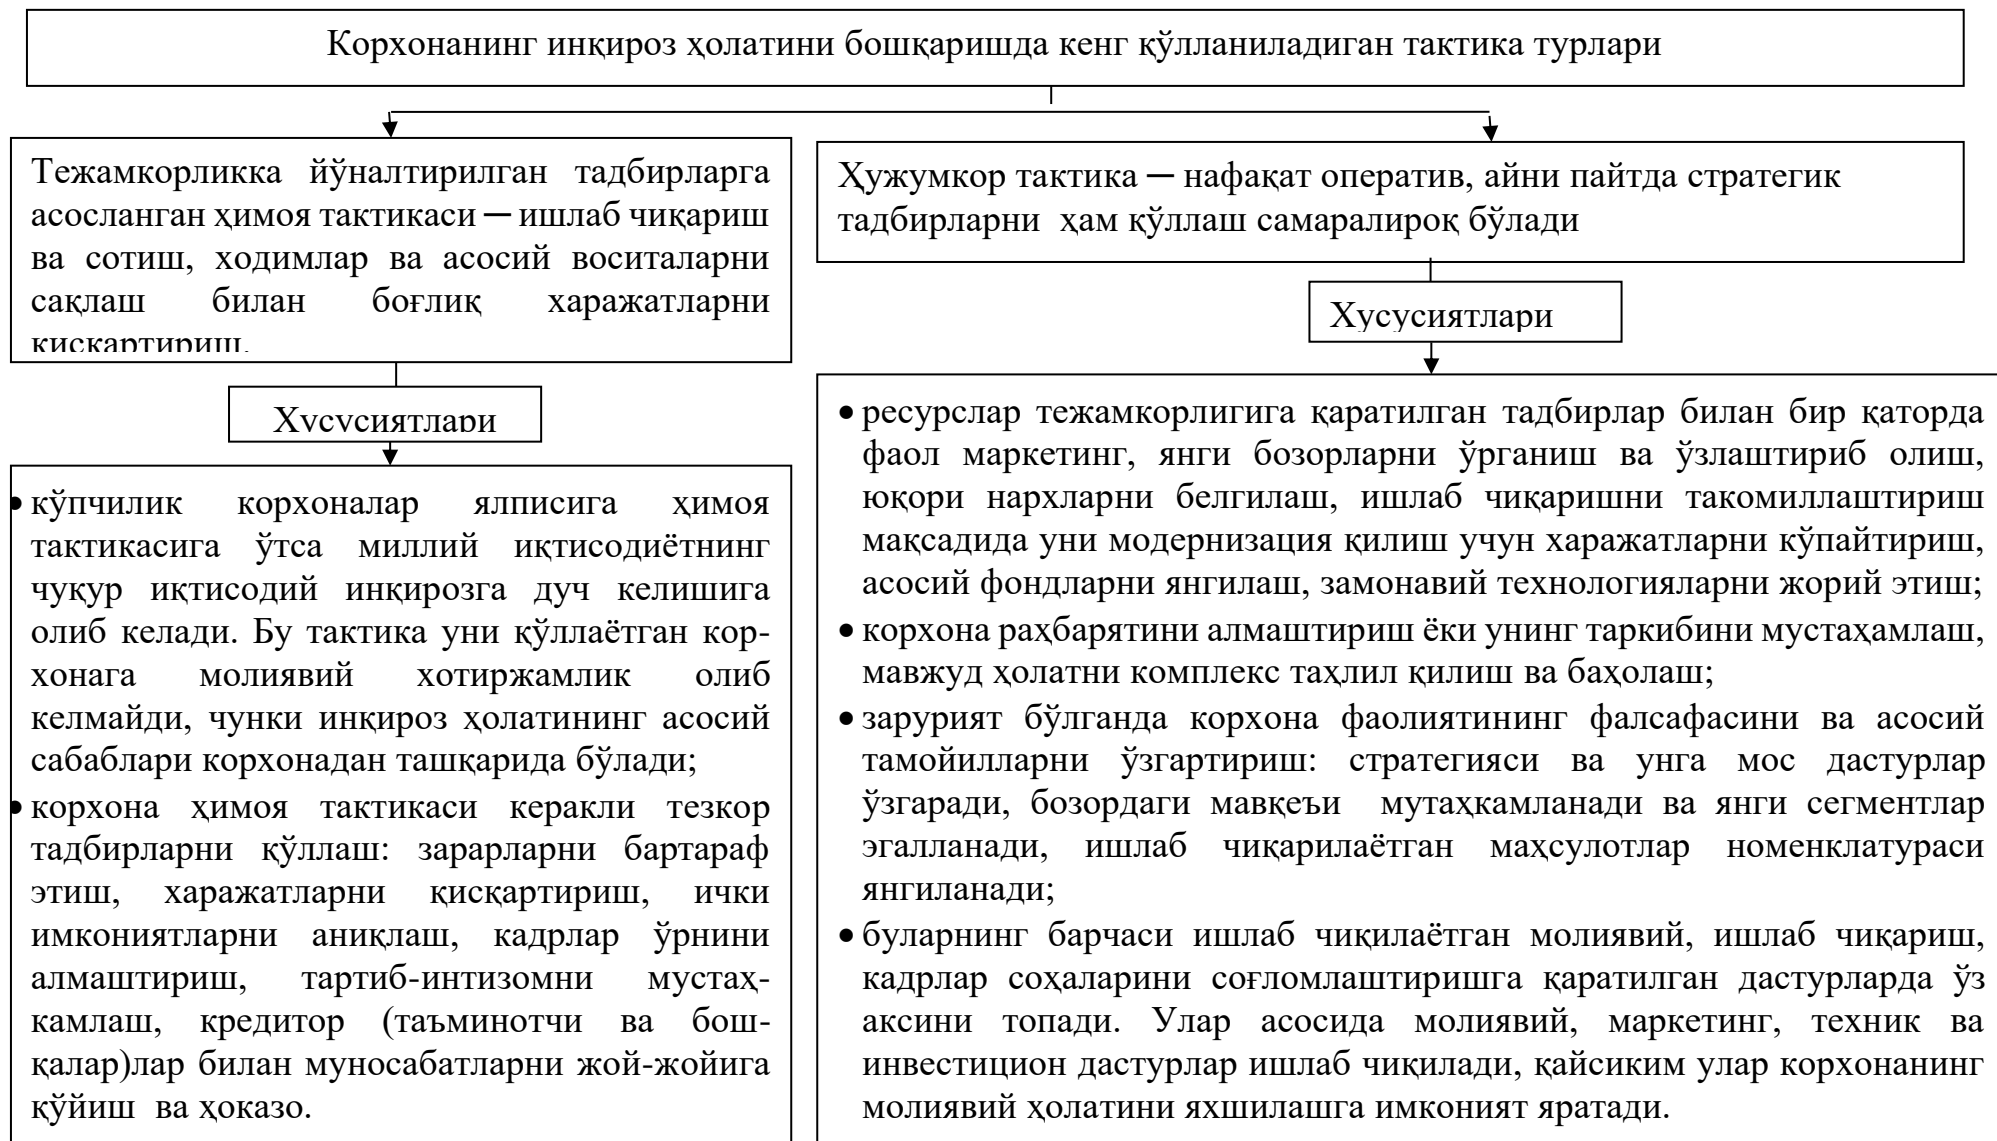 Корхонанинг инқироз ҳолатини бошқаришда кенг қўлланиладиган тактика турлари
Тежамкорликка йўналтирилган тадбирларга
асосланган ҳимоя тактикаси ─ ишлаб чиқариш
ва сотиш, ходимлар ва асосий воситаларни
сақлаш билан боғлиқ харажатларни
қисқартириш.
Хусусиятлари
• кўпчилик корхоналар ялписига ҳимоя
тактикасига ўтса миллий иқтисодиётнинг
чуқур иқтисодий инқирозга дуч келишига
олиб келади. Бу тактика уни қўллаётган кор-
хонага молиявий хотиржамлик олиб
келмайди, чунки инқироз ҳолатининг асосий
сабаблари корхонадан ташқарида бўлади;
• корхона ҳимоя тактикаси керакли тезкор
тадбирларни қўллаш: зарарларни бартараф
этиш, харажатларни қисқартириш, ички
имкониятларни аниқлаш, кадрлар ўрнини
алмаштириш, тартиб-интизомни мустаҳ-
камлаш, кредитор (таъминотчи ва бош-
қалар)лар билан муносабатларни жой-жойига
қўйиш ва ҳоказо.
Ҳужумкор тактика ─ нафақат оператив, айни пайтда стратегик
тадбирларни ҳам қўллаш самаралироқ бўлади
Хусусиятлари
• ресурслар тежамкорлигига қаратилган тадбирлар билан бир қаторда
фаол маркетинг, янги бозорларни ўрганиш ва ўзлаштириб олиш,
юқори нархларни белгилаш, ишлаб чиқаришни такомиллаштириш
мақсадида уни модернизация қилиш учун харажатларни кўпайтириш,
асосий фондларни янгилаш, замонавий технологияларни жорий этиш;
• корхона раҳбарятини алмаштириш ёки унинг таркибини мустаҳамлаш,
мавжуд ҳолатни комплекс таҳлил қилиш ва баҳолаш;
• зарурият бўлганда корхона фаолиятининг фалсафасини ва асосий
тамойилларни ўзгартириш: стратегияси ва унга мос дастурлар
ўзгаради, бозордаги мавқеъи мутаҳкамланади ва янги сегментлар
эгалланади, ишлаб чиқарилаётган маҳсулотлар номенклатураси
янгиланади;
• буларнинг барчаси ишлаб чиқилаётган молиявий, ишлаб чиқариш,
кадрлар соҳаларини соғломлаштиришга қаратилган дастурларда ўз
аксини топади. Улар асосида молиявий, маркетинг, техник ва
инвестицион дастурлар ишлаб чиқилади, қайсиким улар корхонанинг
молиявий ҳолатини яхшилашга имконият яратади.